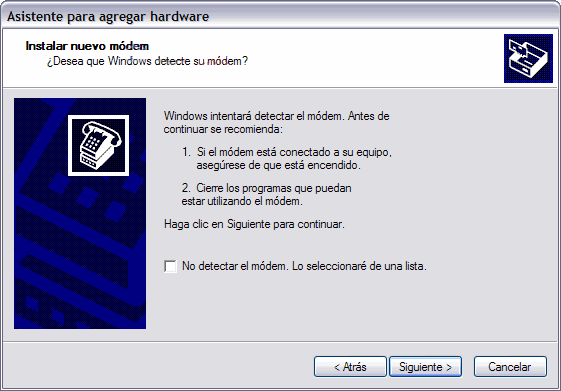 Asistente para agregar hardware
Instalar nuevo módem
¿Desea que Windows detecte su módem?
Windows intentará detectar el módem. Antes de
continuar se recomienda:
1. Si el módem está conectado a su equipo,
asegúrese de que está encendido.
2. Cierre los programas que puedan
estar utilizando el módem.
Haga clic en Siguiente para continuar.
No detectar el módem. Lo seleccionaré de una lista.
< Atrás
Siguiente >
Cancelar